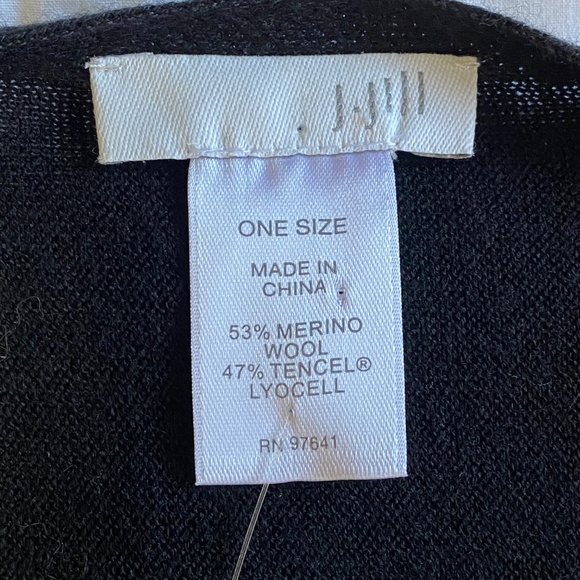 J.Jill
ONE SIZE
MADE IN
CHINA
53% MERINO
WOOL
47% TENCEL®
LYOCELL
RN 97641